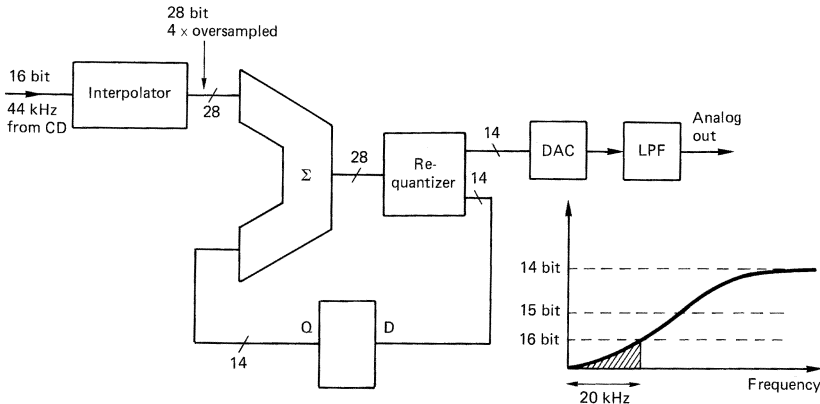 28 bit
4 × oversampled
16 bit
44 kHz
from CD
Interpolator
28
Σ
28
Re-
quantizer
14
14
DAC
LPF
Analog
out
Q
D
14
14 bit
15 bit
16 bit
Frequency
20 kHz